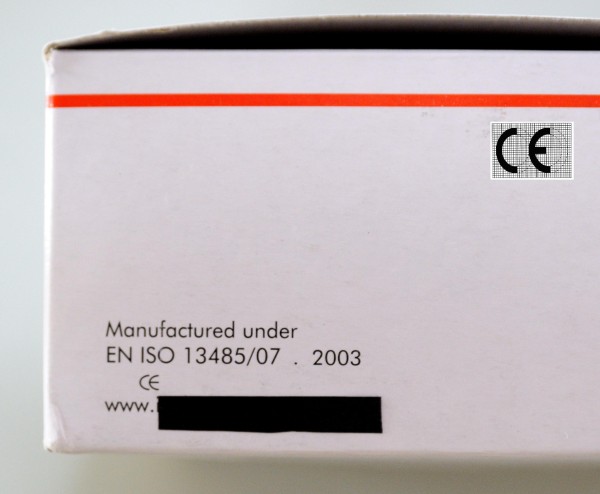 CE
Manufactured under
EN ISO 13485/07 . 2003
CE
www.